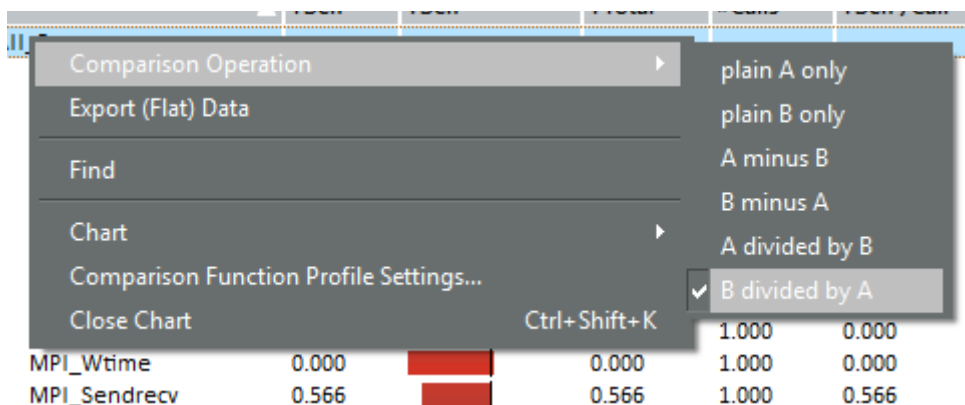 Comparison Operation
plain A only
Export (Flat) Data
plain B only
A minus B
Find
B minus A
Chart
A divided by B
Comparison Function Profile Settings...
B divided by A
Close Chart Ctrl+Shift+K
1.000 0.000
MPI_Wtime 0.000 0.000 1.000 0.000
MPI_Sendrecv 0.566 0.566 1.000 0.566